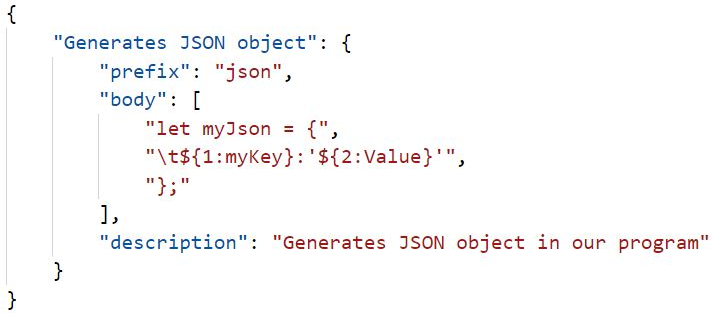 {
    "Generates JSON object": {
        "prefix": "json",
        "body": [
            "let myJson = {",
            "\t${1:myKey}:'${2:Value}'",
            "};"
        ],
        "description": "Generates JSON object in our program"
    }
}